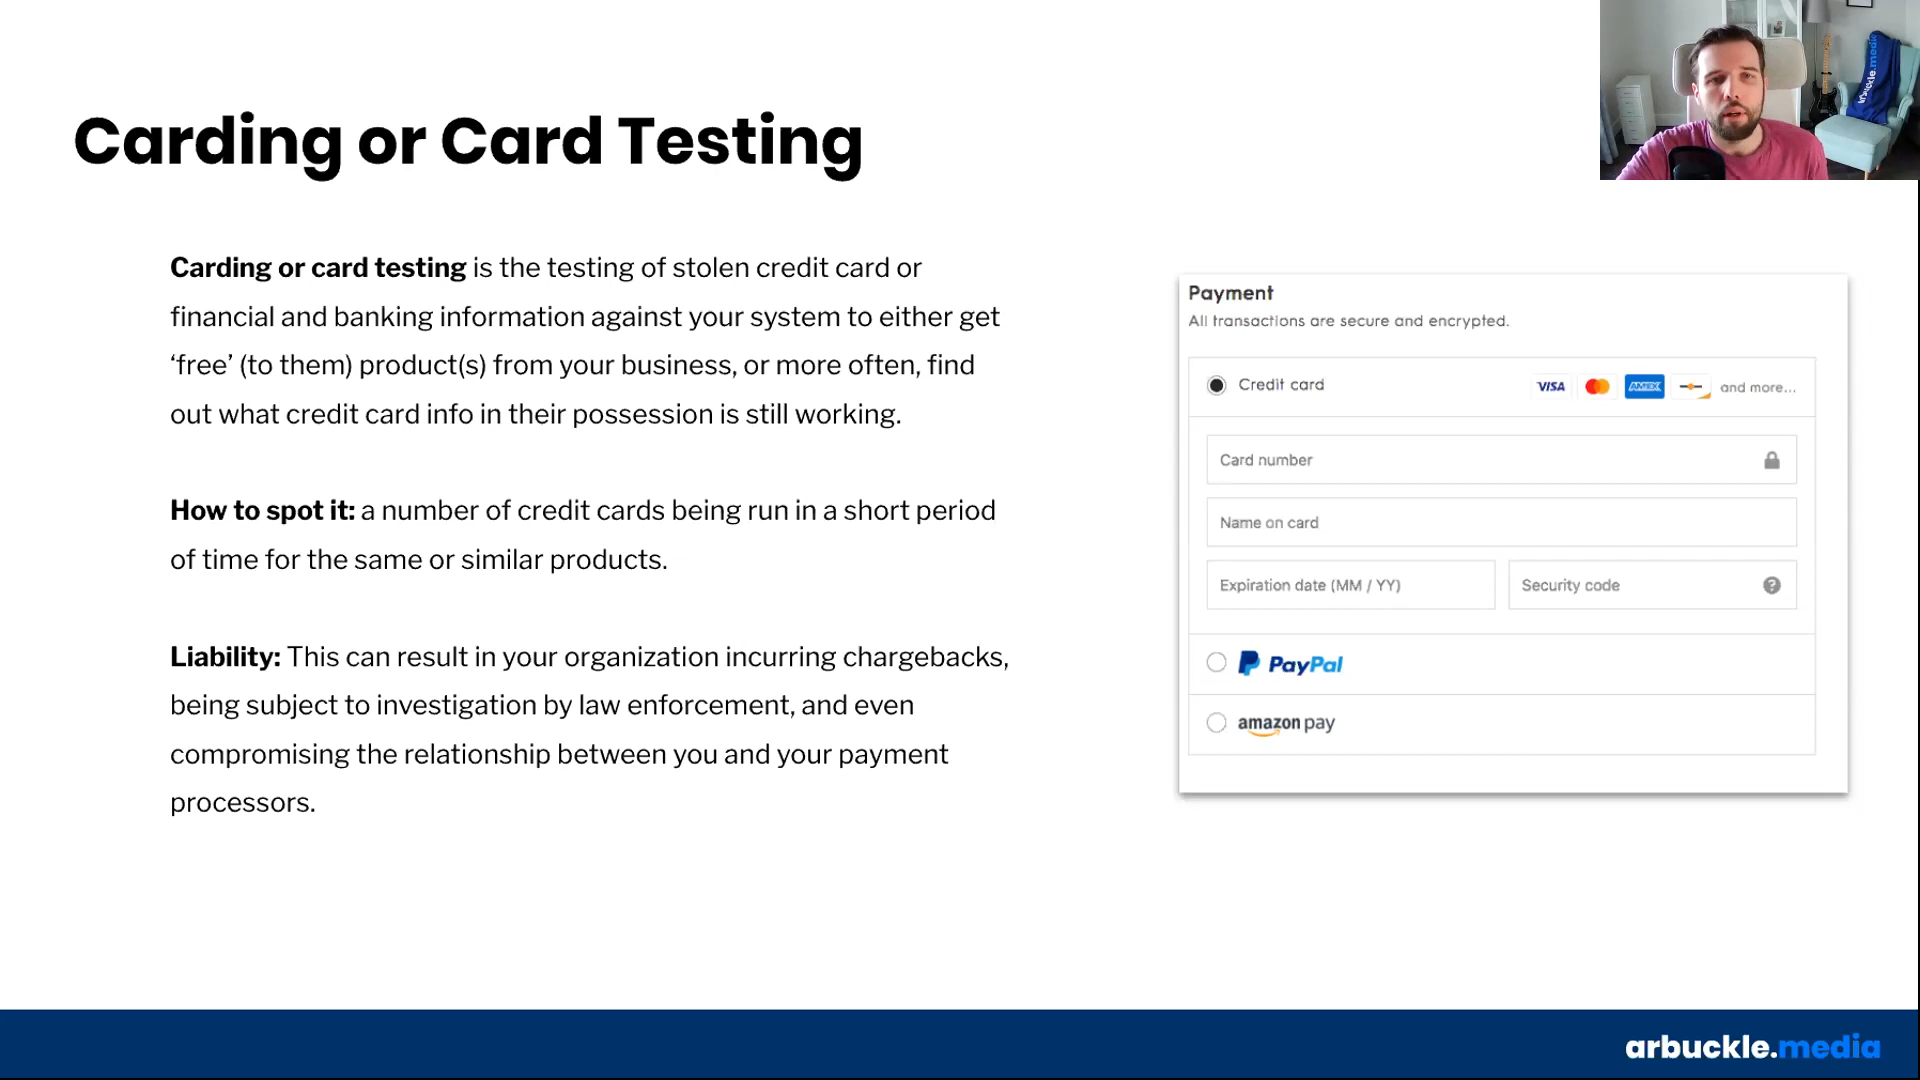 Carding or Card Testing
Carding or card testing is the testing of stolen credit card or
financial and banking information against your system to either get
‘free’ (to them) product(s) from your business, or more often, find
out what credit card info in their possession is still working.
How to spot it: a number of credit cards being run in a short period
of time for the same or similar products.
Liability: This can result in your organization incurring chargebacks,
being subject to investigation by law enforcement, and even
compromising the relationship between you and your payment
processors.
Payment
All transactions are secure and encrypted.
Credit card VISA AMEX and more...
Card number
Name on card
Expiration date (MM / YY) Security code ?
PayPal
amazon pay
arbuckle.media
arbuckle.media